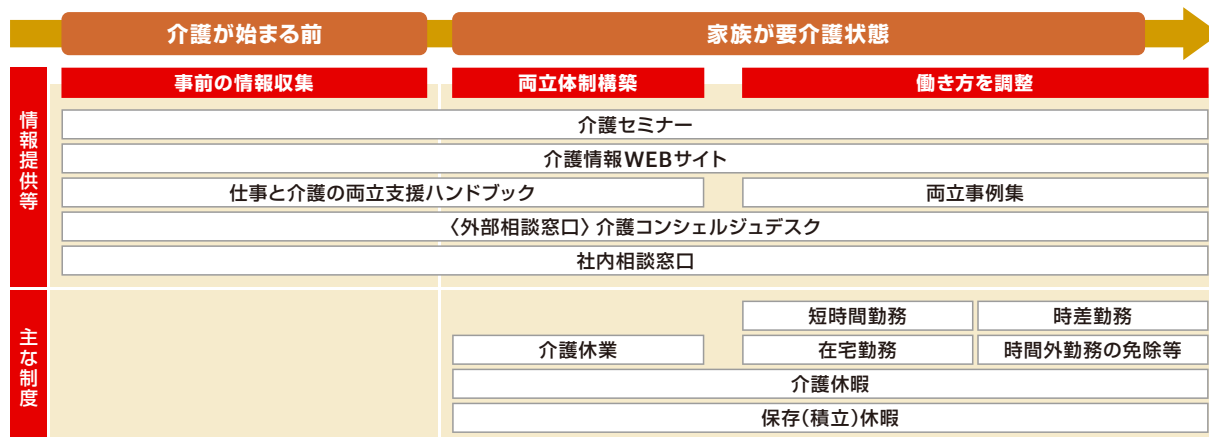 介護が始まる前
家族が要介護状態
事前の情報収集
両立体制構築
働き方を調整
情報提供等
介護セミナー
介護情報WEBサイト
仕事と介護の両立支援ハンドブック
両立事例集
〈外部相談窓口〉介護コンシェルジュデスク
社内相談窓口
主な制度
短時間勤務
時差勤務
介護休業
在宅勤務
時間外勤務の免除等
介護休暇
保存(積立)休暇